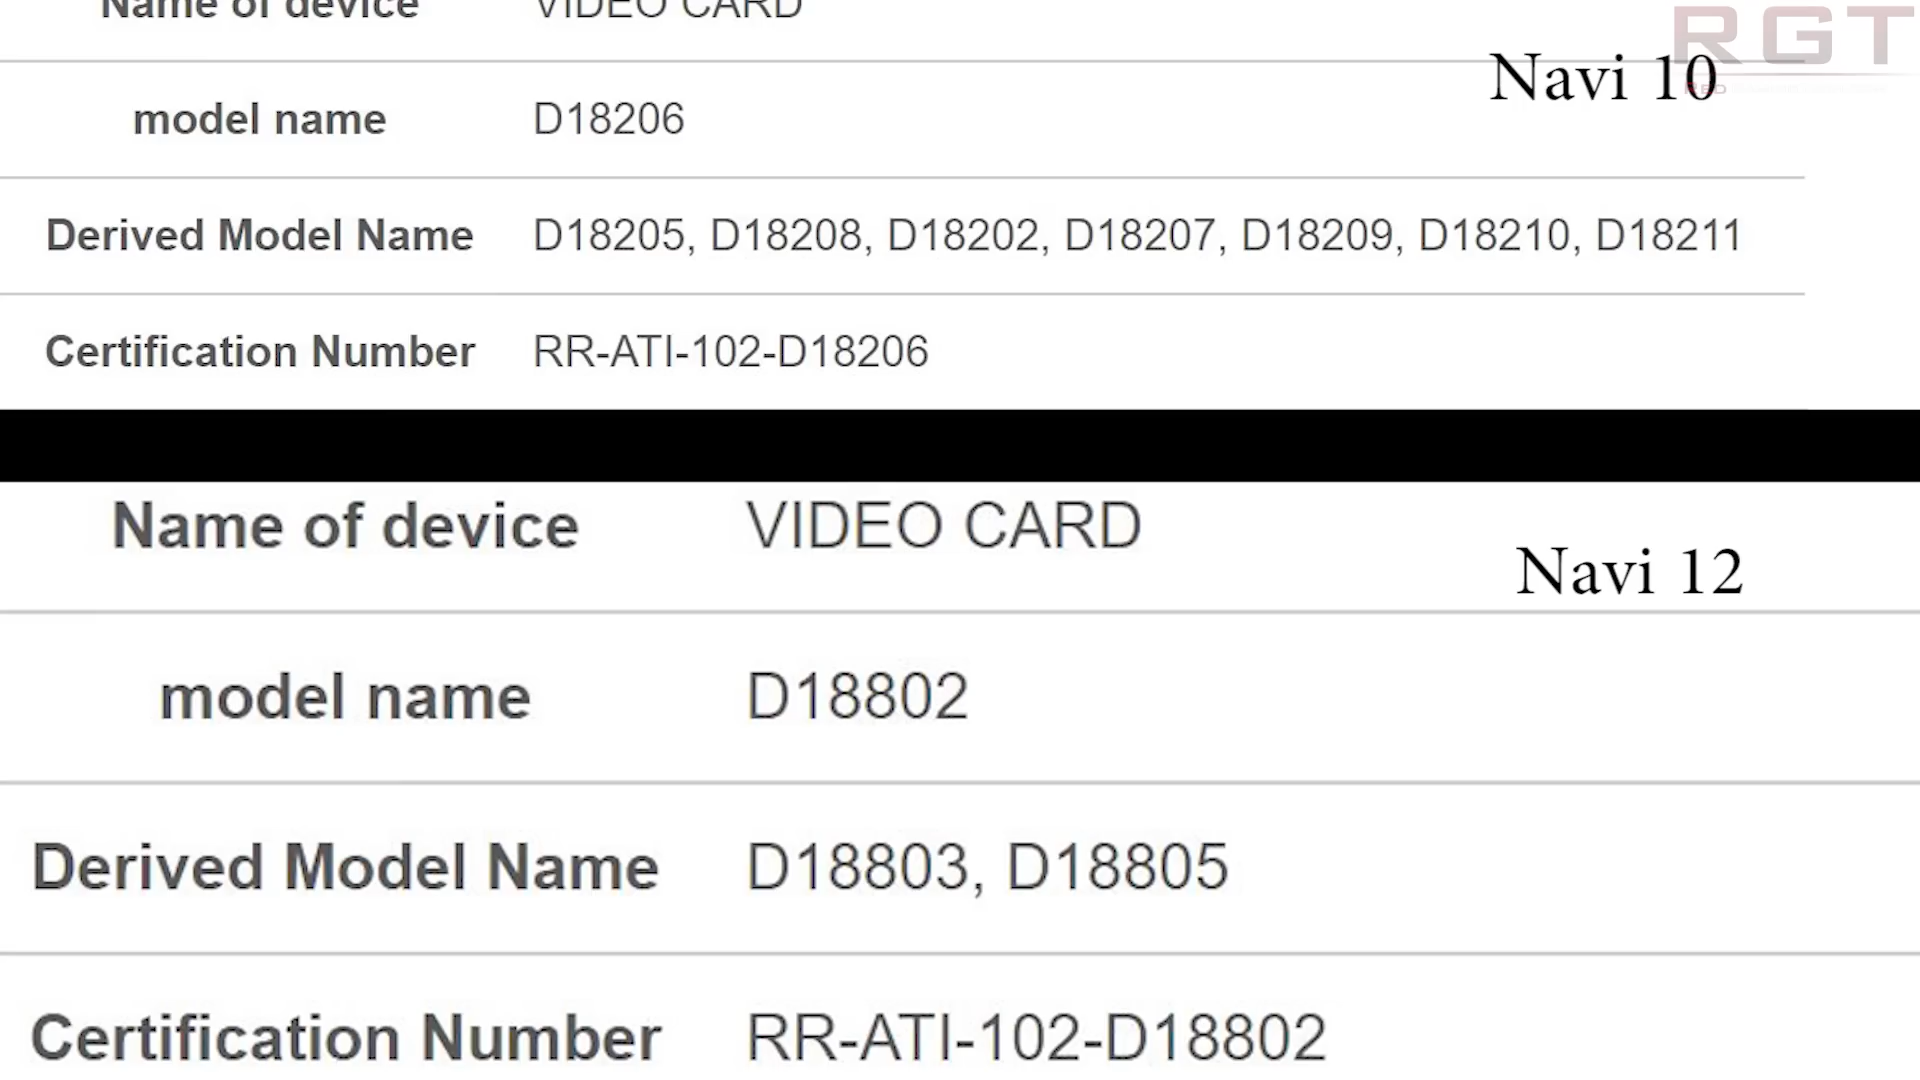 Name of device VIDEO CARD
RGT
Navi 10
RED
model name D18206
Derived Model Name D18205, D18208, D18202, D18207, D18209, D18210, D18211
Certification Number RR-ATI-102-D18206
Name of device VIDEO CARD
Navi 12
model name D18802
Derived Model Name D18803, D18805
Certification Number RR-ATI-102-D18802